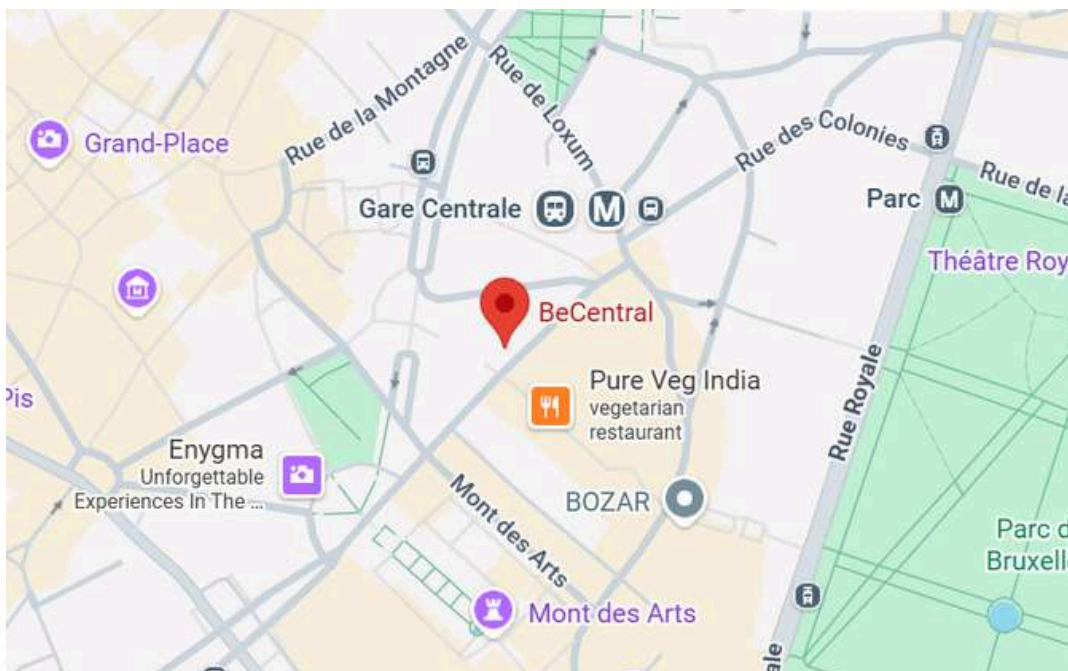 Rue de la Montagne
Rue de Loxum
Grand-Place
Rue des Colonies
Rue de la
Gare Centrale
M
Parc
M
Théâtre Roy
BeCentral
Rue Royale
Pure Veg India
vegetarian
restaurant
Pis
Enygma
Unforgettable
Experiences In The ...
BOZAR
Mont des Arts
Parc d
Bruxell
Mont des Arts
ale